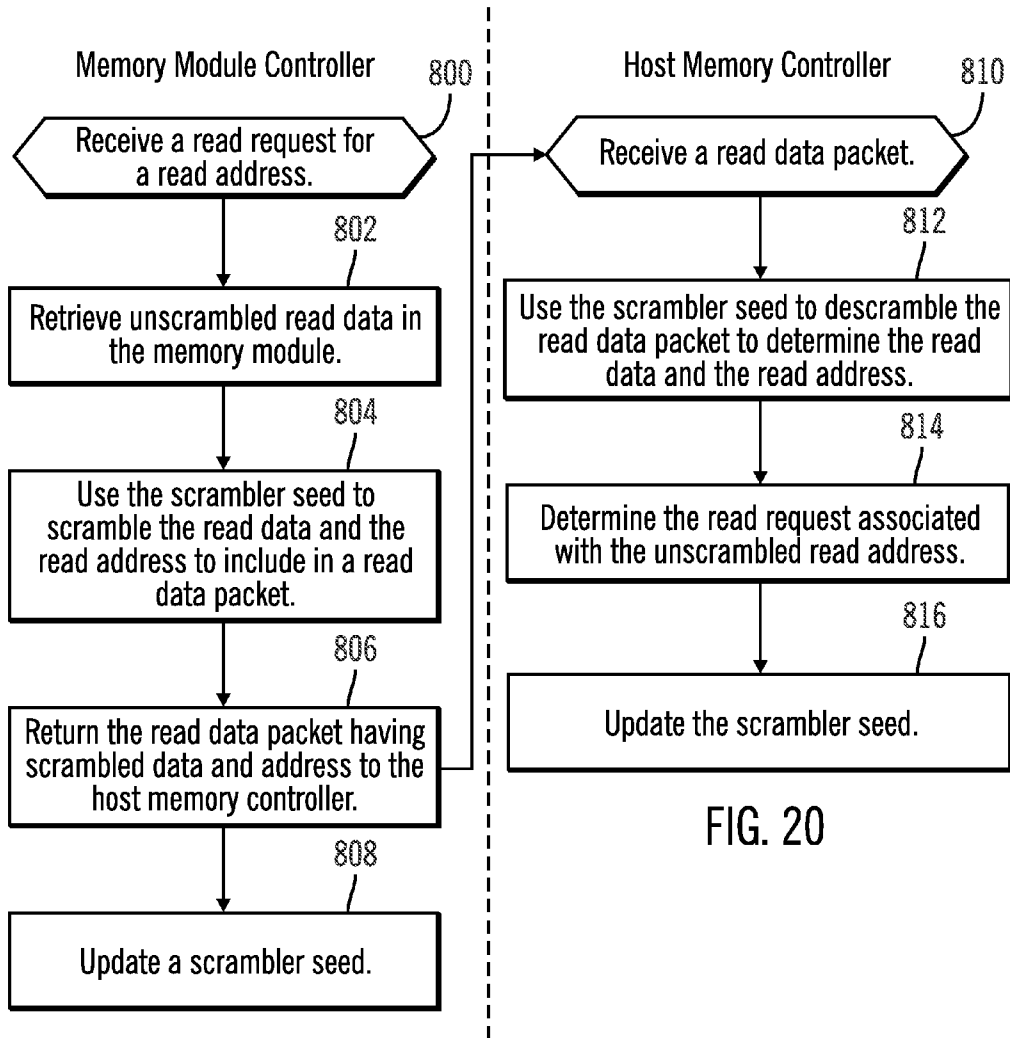 Memory Module Controller
800
Receive a read request for
a read address.
802
Retrieve unscrambled read data in
the memory module.
804
Use the scrambler seed to
scramble the read data and the
read address to include in a read
data packet.
806
Return the read data packet having
scrambled data and address to the
host memory controller.
808
Update a scrambler seed.
Host Memory Controller
810
Receive a read data packet.
812
Use the scrambler seed to descramble the
read data packet to determine the read
data and the read address.
814
Determine the read request associated
with the unscrambled read address.
816
Update the scrambler seed.
FIG. 20